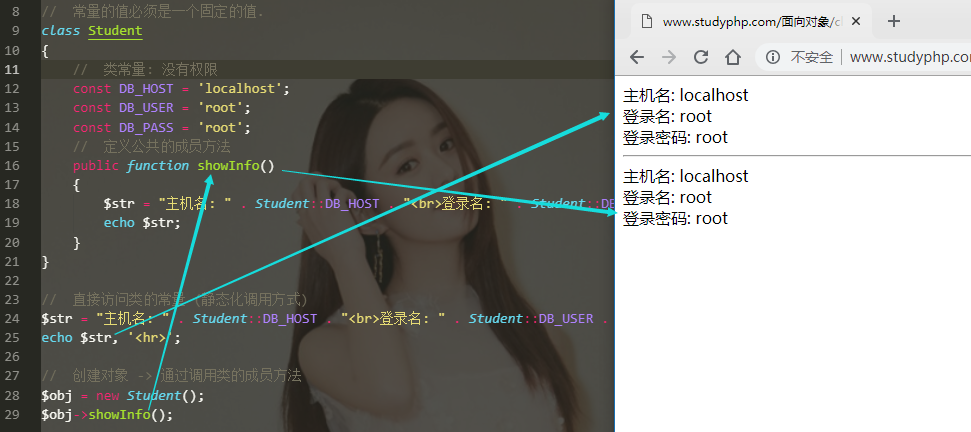 8 // 常量的值必须是一个固定的值.
9 class Student
10 {
11 // 类常量: 没有权限
12 const DB_HOST = 'localhost';
13 const DB_USER = 'root';
14 const DB_PASS = 'root';
15 // 定义公共的成员方法
16 public function showInfo()
17 {
18 $str = "主机名: " . Student::DB_HOST . "<br>登录名: " . Student::DB
19 echo $str;
20 }
21 }
22
23 // 直接访问类的常量 (静态化调用方式)
24 $str = "主机名: " . Student::DB_HOST . "<br>登录名: " . Student::DB_USER .
25 echo $str, '<hr>';
26
27 // 创建对象 -> 通过调用类的成员方法
28 $obj = new Student();
29 $obj->showInfo();
www.studyphp.com/面向对象/cl
不安全 www.studyphp.com
主机名: localhost
登录名: root
登录密码: root
主机名: localhost
登录名: root
登录密码: root